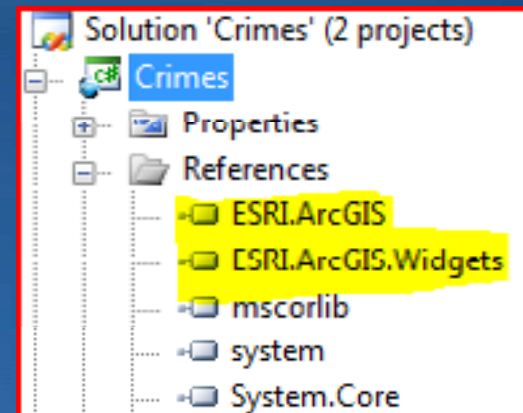 Solution 'Crimes' (2 projects)
C#
Crimes
Properties
References
ESRI.ArcGIS
ESRI.ArcGIS.Widgets
mscorlib
system
System.Core